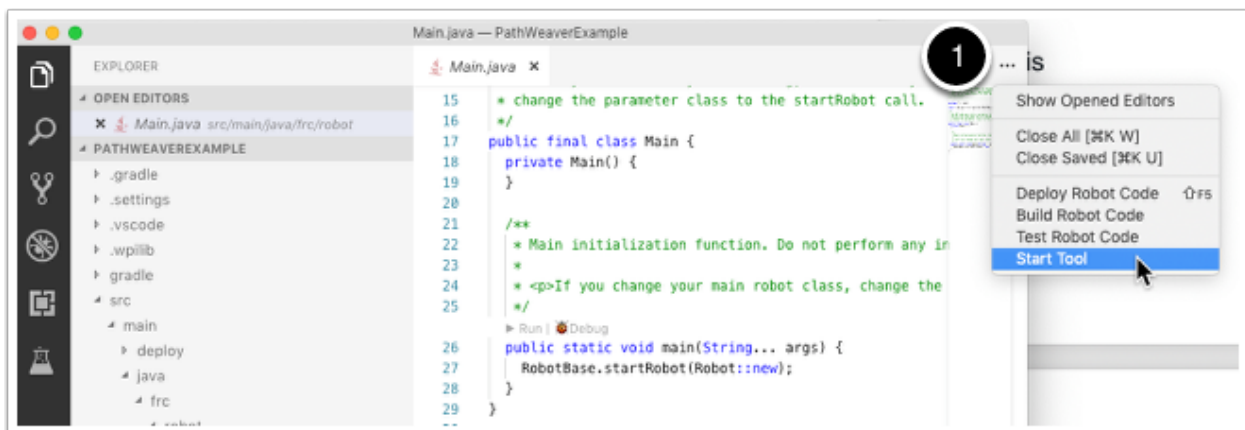 Main.java — PathWeaverExample
1
... is
EXPLORER
Main.java ×
OPEN EDITORS
× Main.java src/main/java/frc/robot
PATHWEAVEREXAMPLE
.gradle
.settings
.vscode
.wpilib
gradle
src
main
deploy
java
frc
15 * change the parameter class to the startRobot call.
16 */
17 public final class Main {
18 private Main() {
19 }
20
21 /**
22 * Main initialization function. Do not perform any in
23 *
24 * <p>If you change your main robot class, change the
25 */
Run | Debug
26 public static void main(String... args) {
27 RobotBase.startRobot(Robot::new);
28 }
29 }
Show Opened Editors
Close All [⌘K W]
Close Saved [⌘K U]
Deploy Robot Code ⇧F5
Build Robot Code
Test Robot Code
Start Tool